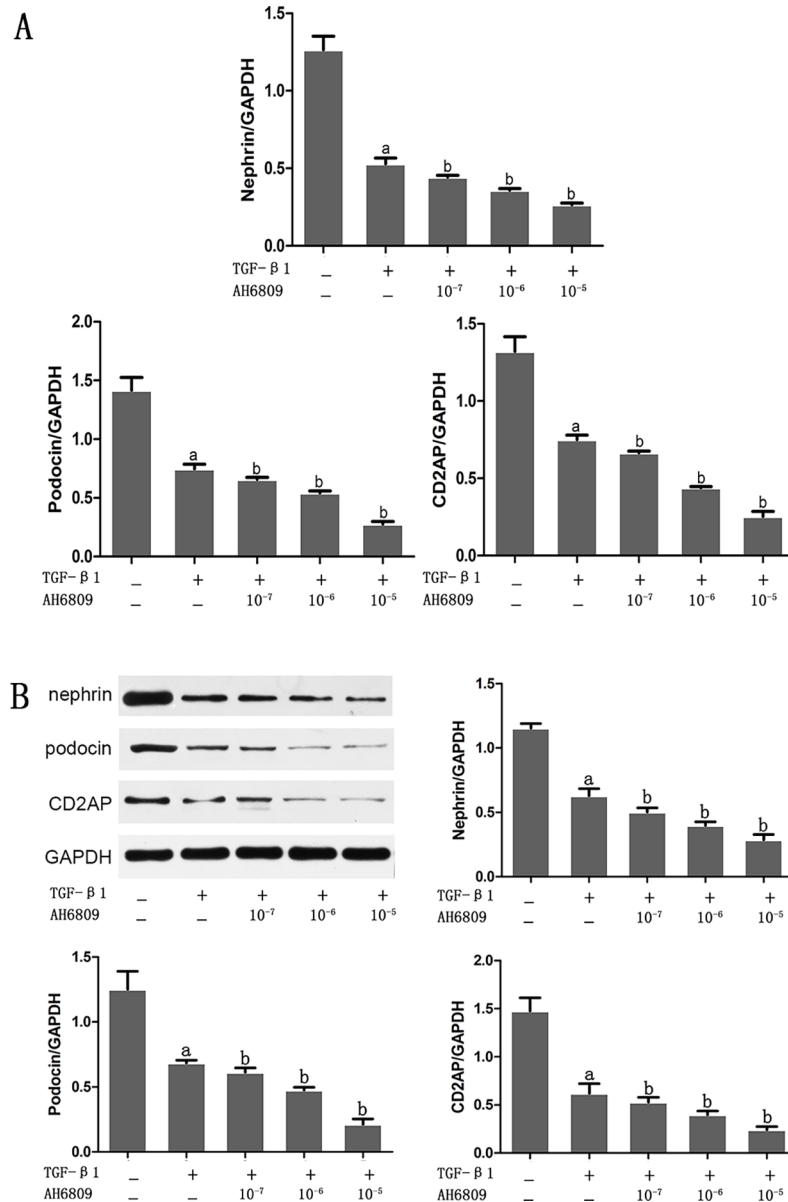 A
Nephrin/GAPDH
1.5
1.0
0.5
0.0
a
b
b
b
TGF-β1 – + + + +
AH6809 – – 10⁻⁷ 10⁻⁶ 10⁻⁵
Podocin/GAPDH
2.0
1.5
1.0
0.5
0.0
a
b
b
b
TGF-β1 – + + + +
AH6809 – – 10⁻⁷ 10⁻⁶ 10⁻⁵
CD2AP/GAPDH
1.5
1.0
0.5
0.0
a
b
b
b
TGF-β1 – + + + +
AH6809 – – 10⁻⁷ 10⁻⁶ 10⁻⁵
B
nephrin
podocin
CD2AP
GAPDH
TGF-β1 – + + + +
AH6809 – – 10⁻⁷ 10⁻⁶ 10⁻⁵
Nephrin/GAPDH
1.5
1.0
0.5
0.0
a
b
b
b
TGF-β1 – + + + +
AH6809 – – 10⁻⁷ 10⁻⁶ 10⁻⁵
Podocin/GAPDH
1.5
1.0
0.5
0.0
a
b
b
b
TGF-β1 – + + + +
AH6809 – – 10⁻⁷ 10⁻⁶ 10⁻⁵
CD2AP/GAPDH
2.0
1.5
1.0
0.5
0.0
a
b
b
b
TGF-β1 – + + + +
AH6809 – – 10⁻⁷ 10⁻⁶ 10⁻⁵